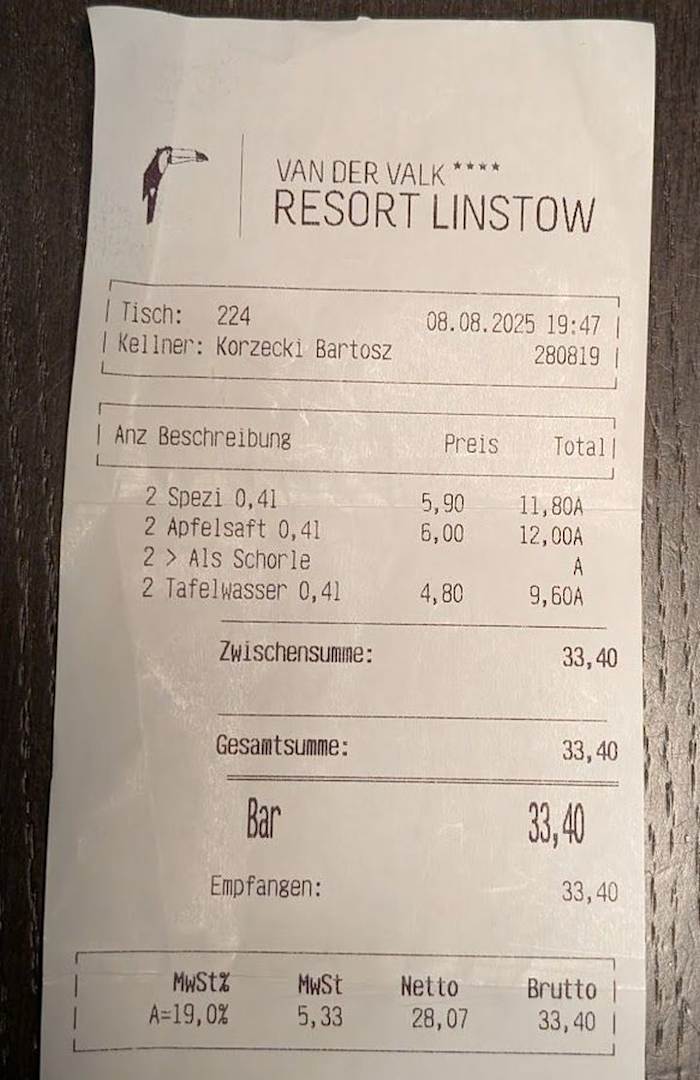 VAN DER VALK ****
RESORT LINSTOW
Tisch: 224 08.08.2025 19:47
Kellner: Korzecki Bartosz 280819
Anz Beschreibung Preis Total
2 Spezi 0,4l 5,90 11,80A
2 Apfelsaft 0,4l 6,00 12,00A
2 > Als Schorle A
2 Tafelwasser 0,4l 4,80 9,60A
Zwischensumme: 33,40
Gesamtsumme: 33,40
Bar 33,40
Empfangen: 33,40
MwSt% MwSt Netto Brutto
A=19,0% 5,33 28,07 33,40